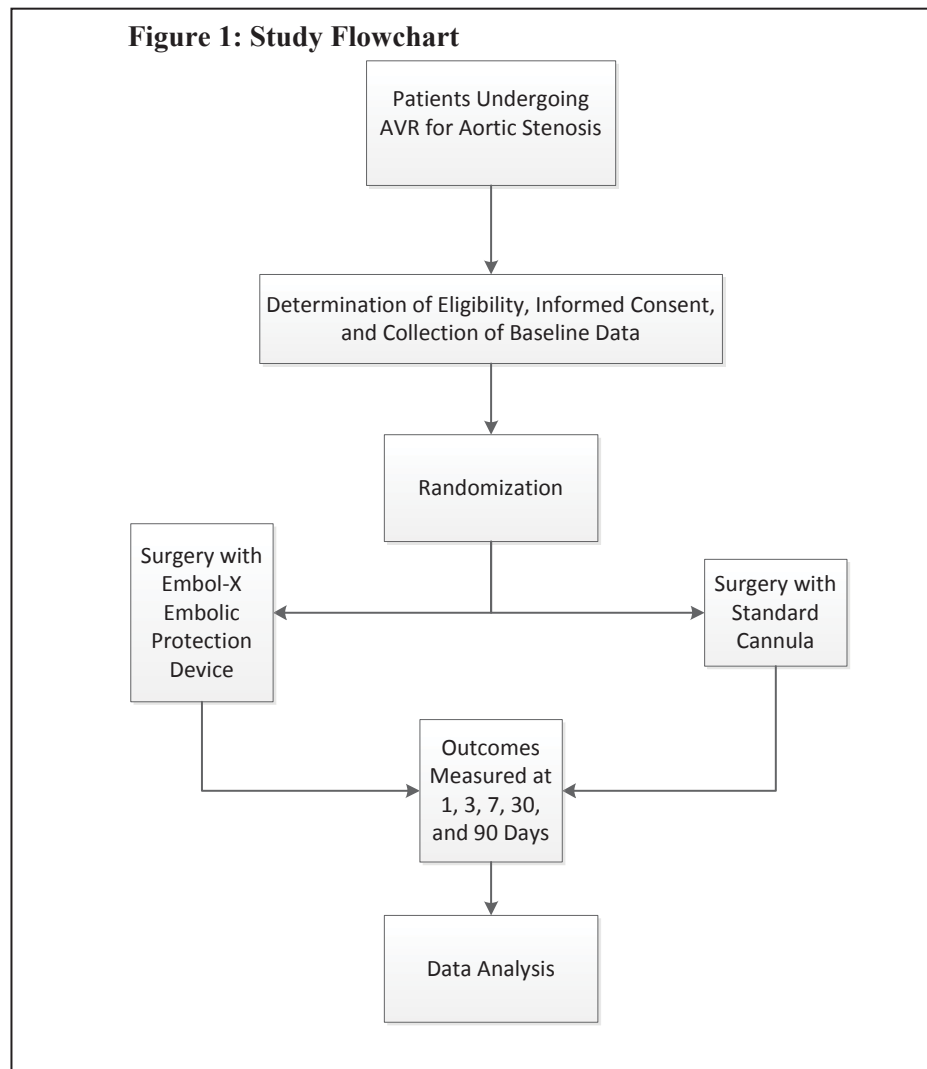 Figure 1: Study Flowchart
Patients Undergoing
AVR for Aortic Stenosis
Determination of Eligibility, Informed Consent,
and Collection of Baseline Data
Randomization
Surgery with
Embol-X
Embolic
Protection
Device
Surgery with
Standard
Cannula
Outcomes
Measured at
1, 3, 7, 30,
and 90 Days
Data Analysis